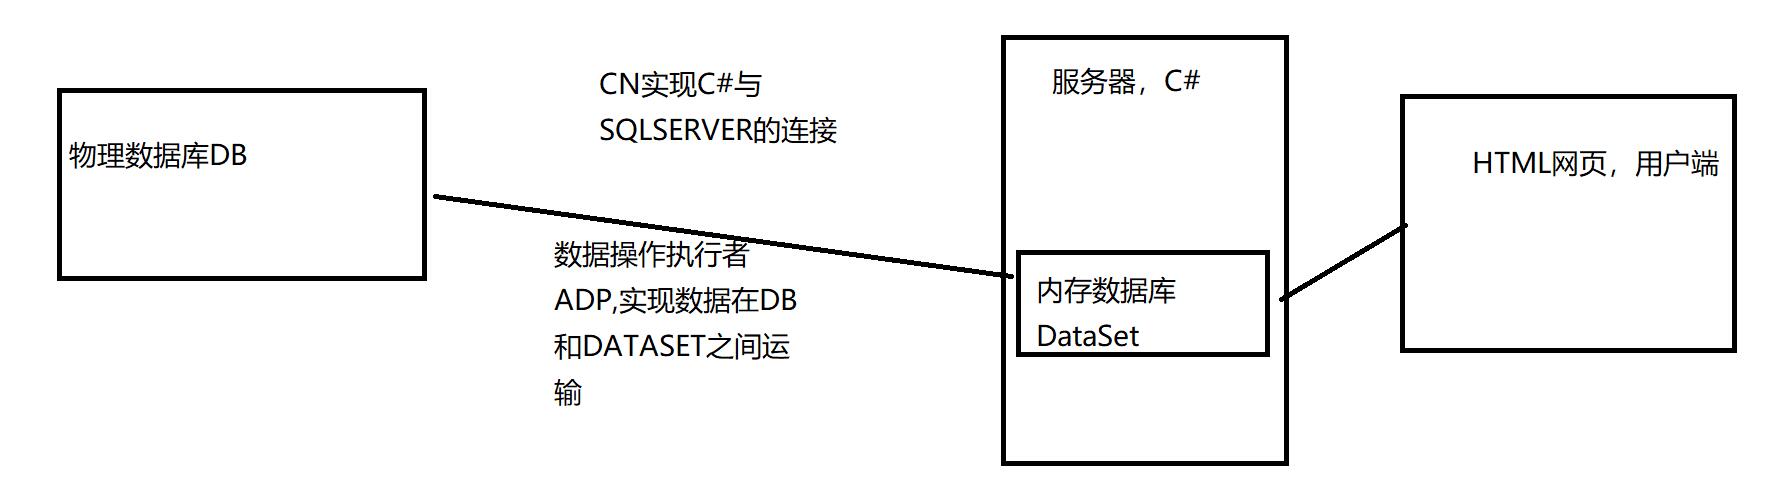 物理数据库DB
CN实现C#与
SQLSERVER的连接
数据操作执行者
ADP,实现数据在DB
和DATASET之间运
输
服务器，C#
内存数据库
DataSet
HTML网页，用户端